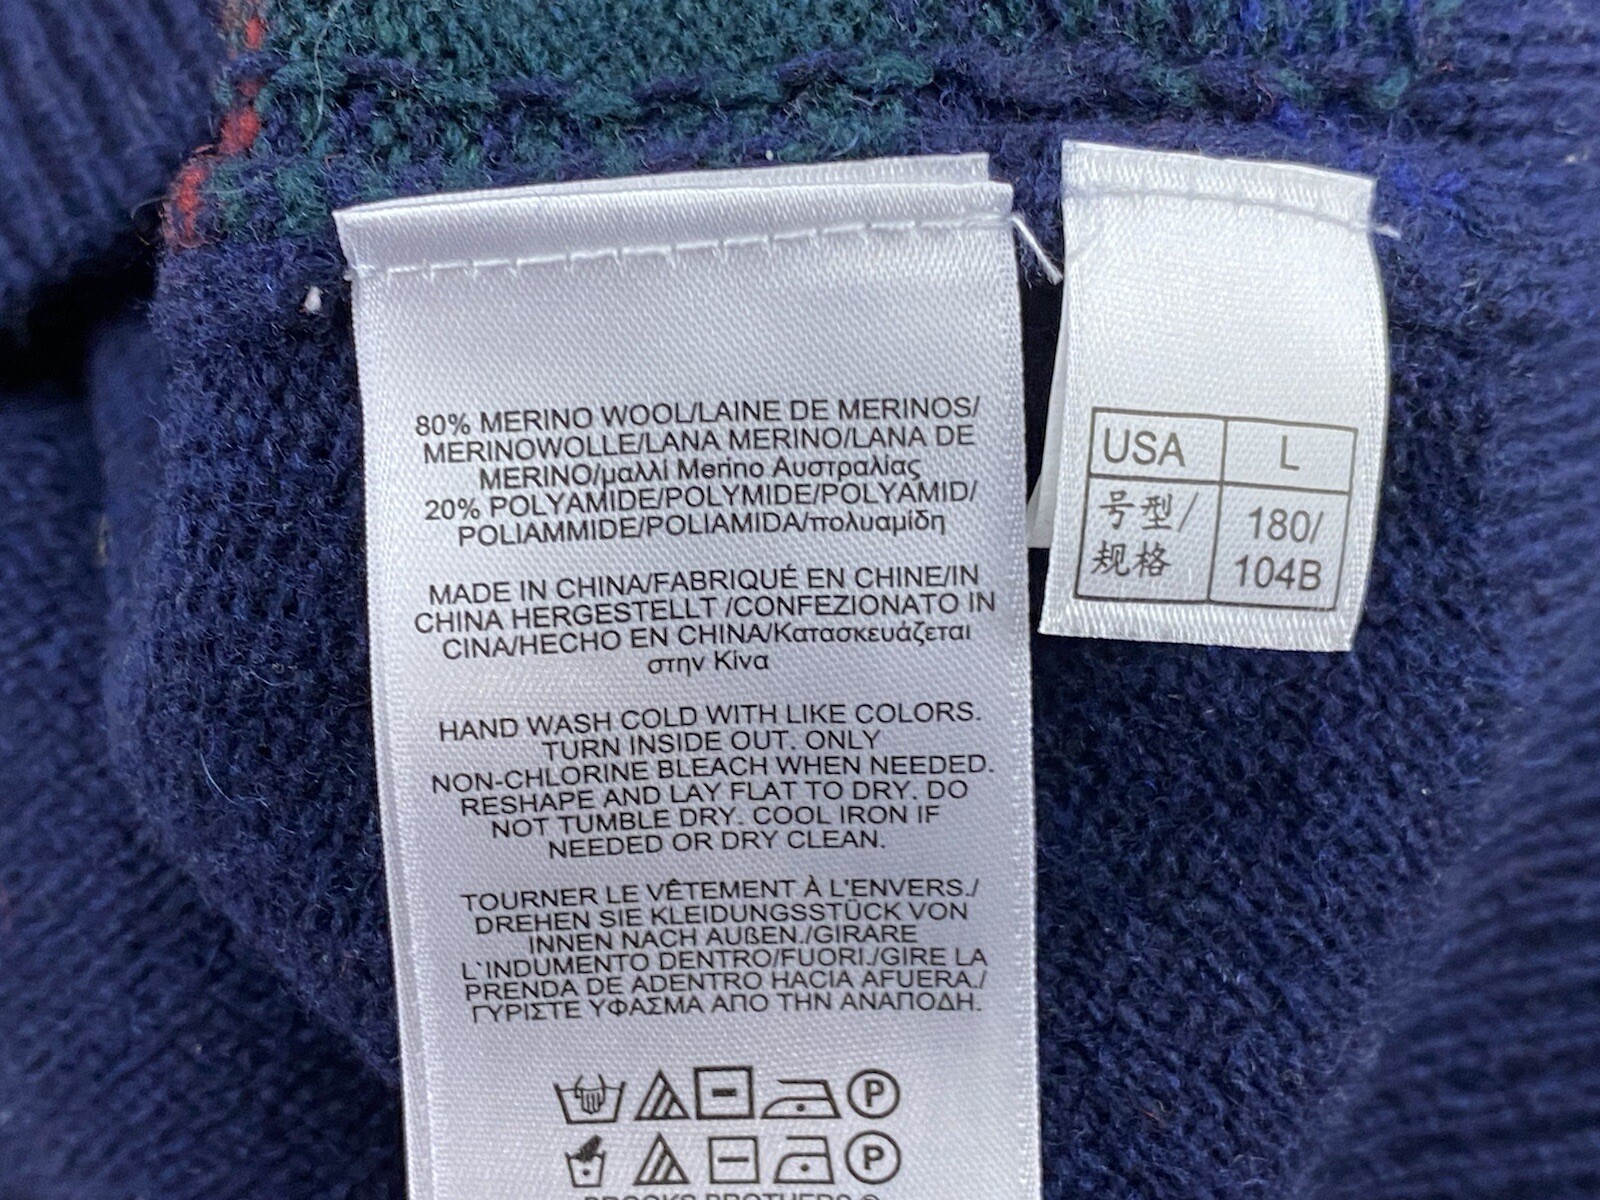 80% MERINO WOOL/LAINE DE MERINOS/
MERINOWOLLE/LANA MERINO/LANA DE
MERINO/μαλλί Merino Αυστραλίας
20% POLYAMIDE/POLYMIDE/POLYAMID/
POLIAMMIDE/POLIAMIDA/πολυαμίδη
MADE IN CHINA/FABRIQUÉ EN CHINE/IN
CHINA HERGESTELLT /CONFEZIONATO IN
CINA/HECHO EN CHINA/Κατασκευάζεται
στην Κίνα
HAND WASH COLD WITH LIKE COLORS.
TURN INSIDE OUT. ONLY
NON-CHLORINE BLEACH WHEN NEEDED.
RESHAPE AND LAY FLAT TO DRY. DO
NOT TUMBLE DRY. COOL IRON IF
NEEDED OR DRY CLEAN.
TOURNER LE VÊTEMENT À L'ENVERS./
DREHEN SIE KLEIDUNGSSTÜCK VON
INNEN NACH AUßEN./GIRARE
L`INDUMENTO DENTRO/FUORI./GIRE LA
PRENDA DE ADENTRO HACIA AFUERA./
ΓΥΡΙΣΤΕ ΥΦΑΣΜΑ ΑΠΟ ΤΗΝ ΑΝΑΠΟΔΗ.
P
P
BROOKS BROTHERS ©
USA L
号型/ 180/
规格 104B